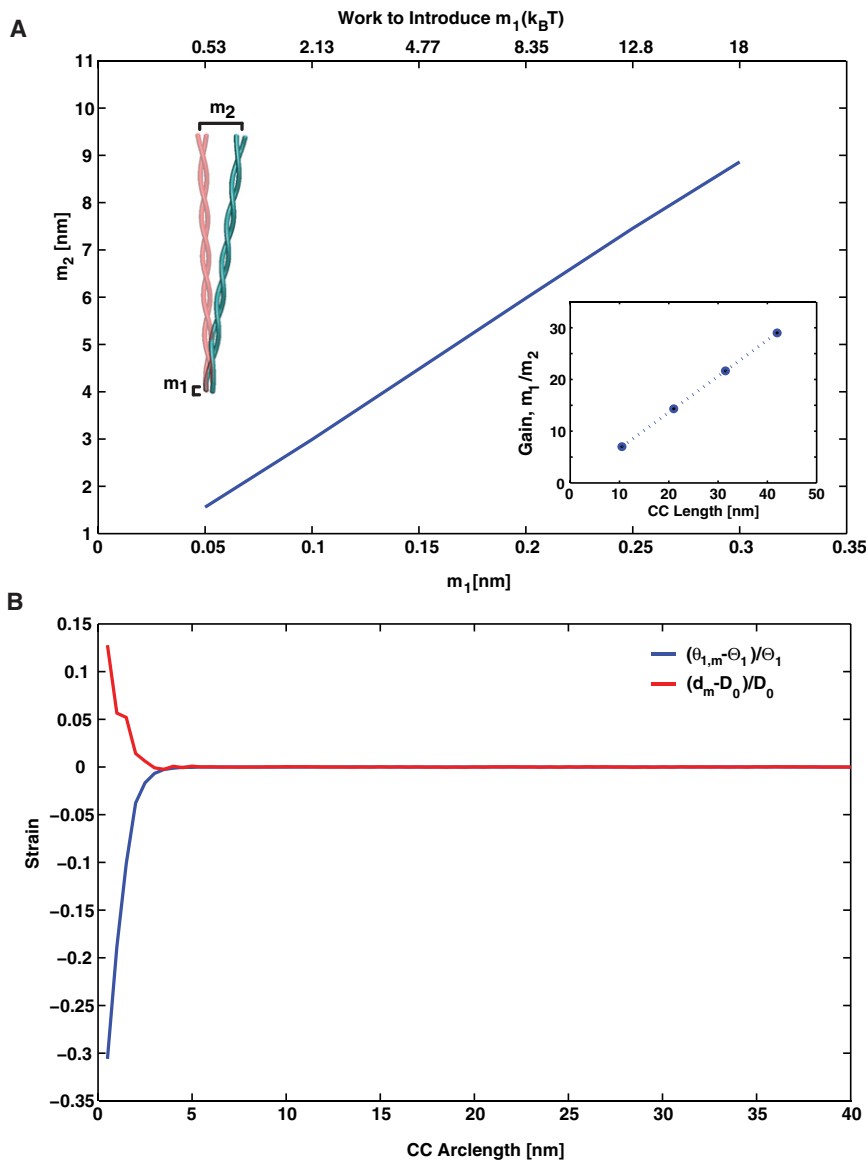 A
Work to Introduce m1(kBT)
0.53 2.13 4.77 8.35 12.8 18
11
10
9
8
7
6
5
4
3
2
1
m2 [nm]
m2
m1
0 0.05 0.1 0.15 0.2 0.25 0.3 0.35
m1[nm]
30
20
10
0
Gain, m1/m2
0 10 20 30 40 50
CC Length [nm]
B
0.15
0.1
0.05
0
−0.05
−0.1
−0.15
−0.2
−0.25
−0.3
−0.35
Strain
(θ1,m-Θ1)/Θ1
(dm-D0)/D0
0 5 10 15 20 25 30 35 40
CC Arclength [nm]